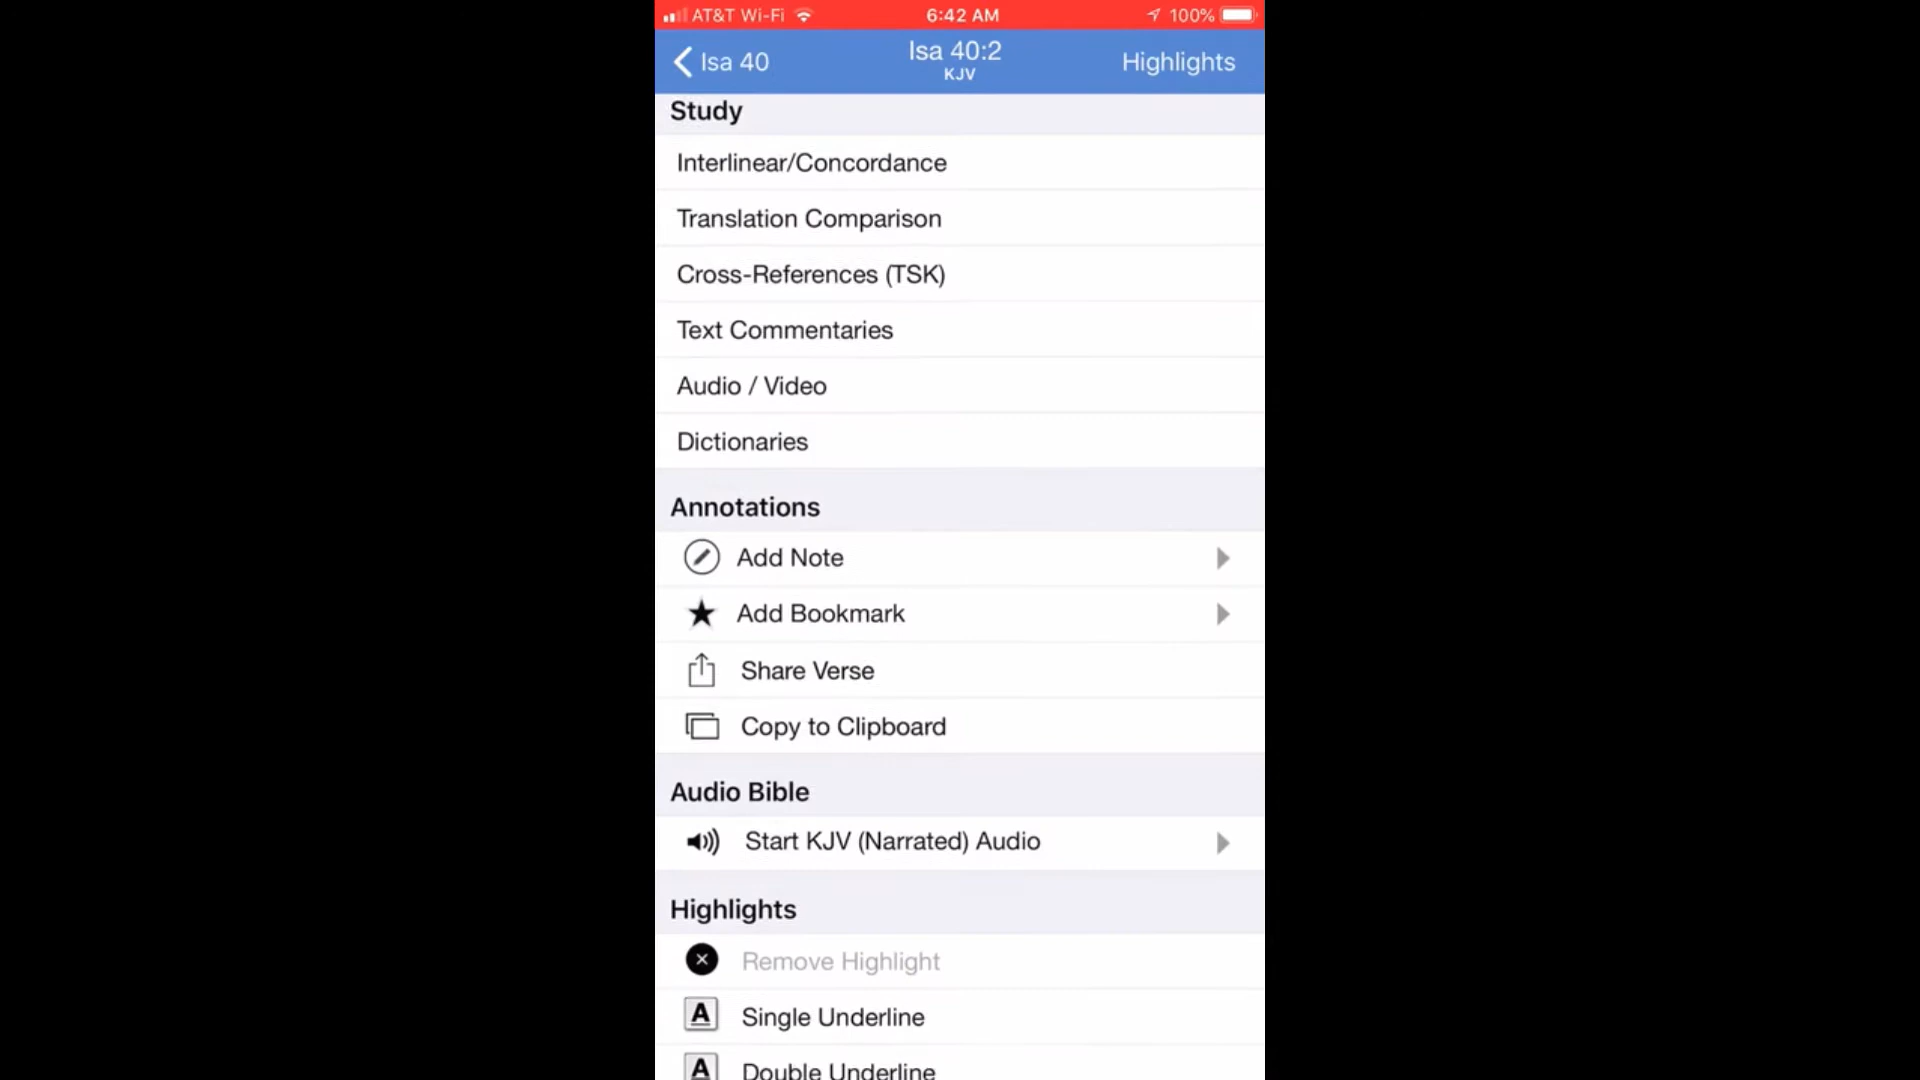 AT&T Wi-Fi 6:42 AM 100%
Isa 40 Isa 40:2 Highlights
KJV
Study
Interlinear/Concordance
Translation Comparison
Cross-References (TSK)
Text Commentaries
Audio / Video
Dictionaries
Annotations
Add Note
Add Bookmark
Share Verse
Copy to Clipboard
Audio Bible
Start KJV (Narrated) Audio
Highlights
Remove Highlight
A Single Underline
A Double Underline